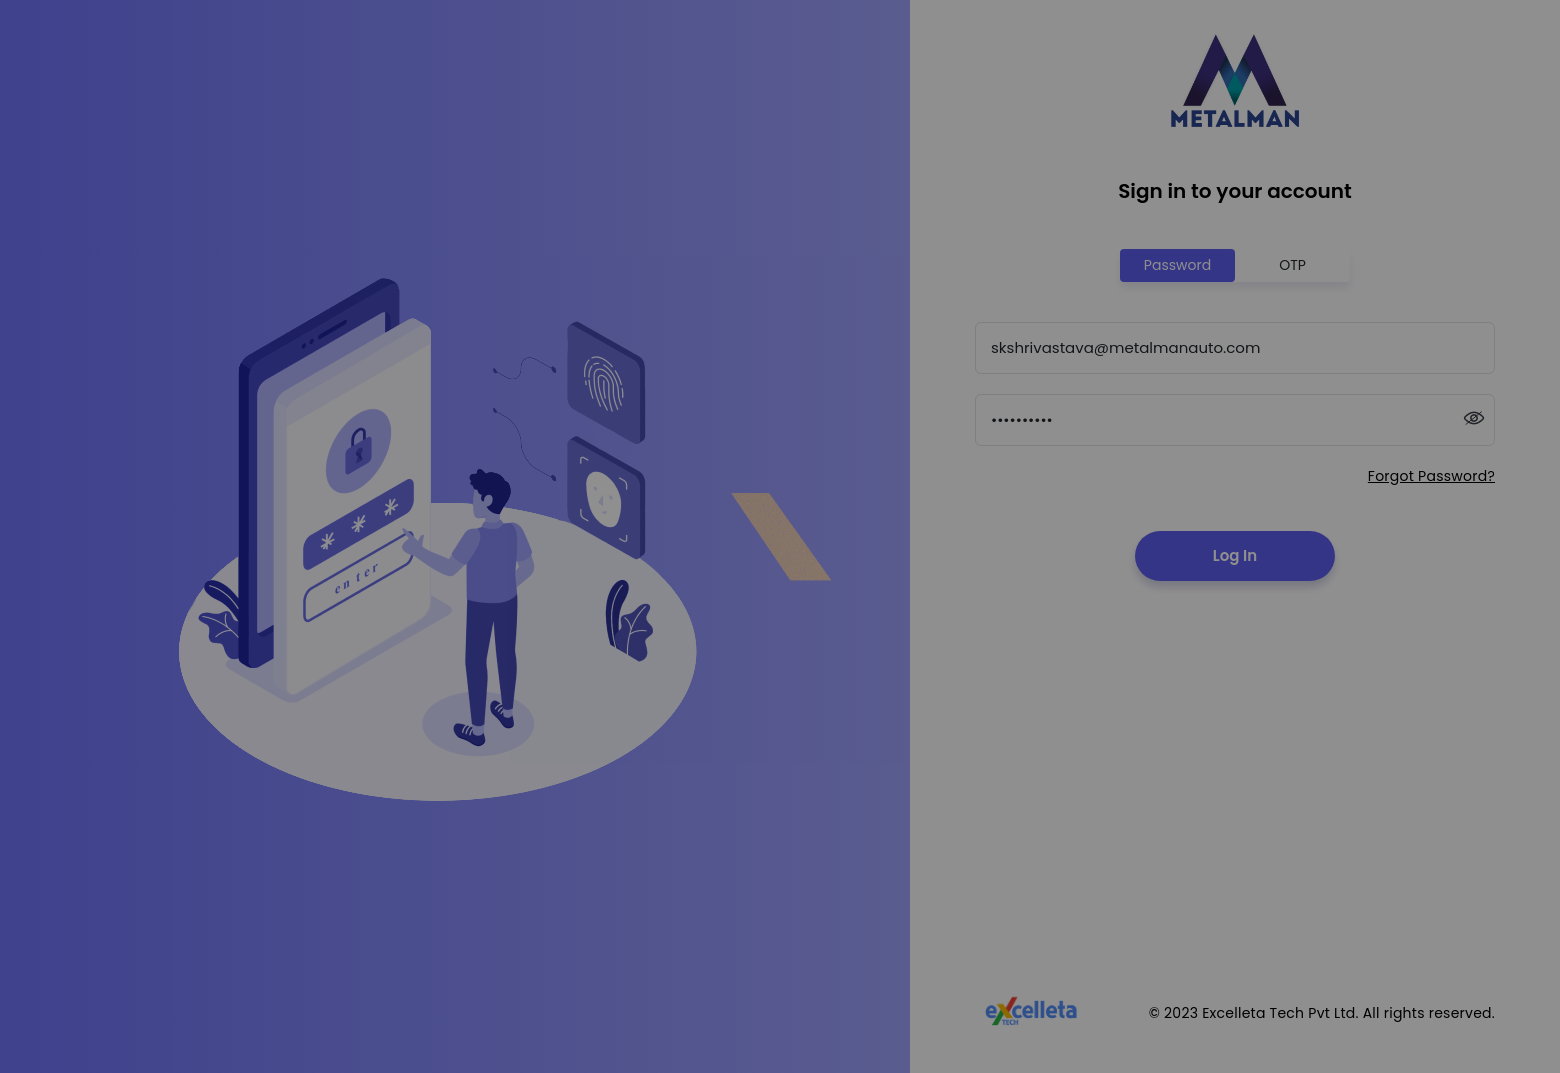 METALMAN
Sign in to your account
Password
OTP
skshrivastava@metalmanauto.com
••••••••••
Forgot Password?
Log In
* * *
enter
excelleta
TECH
© 2023 Excelleta Tech Pvt Ltd. All rights reserved.